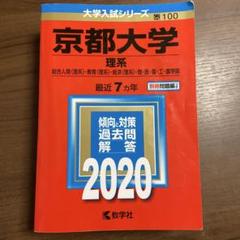 大学入試シリーズ
100
京都大学
理系
総合人間〈理系〉・教育〈理系〉・経済〈理系〉・理・医・薬・工・農学部
最近7カ年
別冊問題編
傾向と対策
過去問
解答
2020
数学社